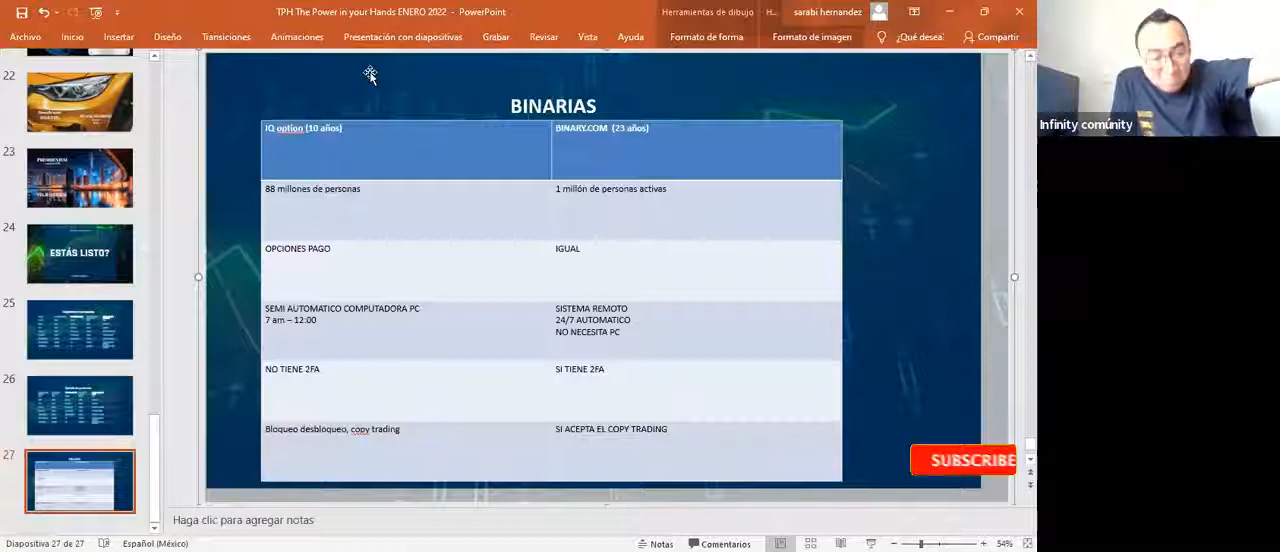 TPH The Power in your Hands ENERO 2022 - PowerPoint
Herramientas de dibujo
H...
sarabi hernandez
Archivo
Inicio
Insertar
Diseño
Transiciones
Animaciones
Presentación con diapositivas
Grabar
Revisar
Vista
Ayuda
Formato de forma
Formato de imagen
¿Qué desea
Compartir
22
23
PRESIDENTIAL
24
ESTÁS LISTO?
25
26
27
BINARIAS
IQ option (10 años)
BINARY.COM (23 años)
88 millones de personas
1 millón de personas activas
OPCIONES PAGO
IGUAL
SEMI AUTOMATICO COMPUTADORA PC
7 am – 12:00
SISTEMA REMOTO
24/7 AUTOMATICO
NO NECESITA PC
NO TIENE 2FA
SI TIENE 2FA
Bloqueo desbloqueo, copy trading
SI ACEPTA EL COPY TRADING
SUBSCRIBE
Infinity comúnity
Haga clic para agregar notas
Diapositiva 27 de 27
Español (México)
Notas
Comentarios
54%